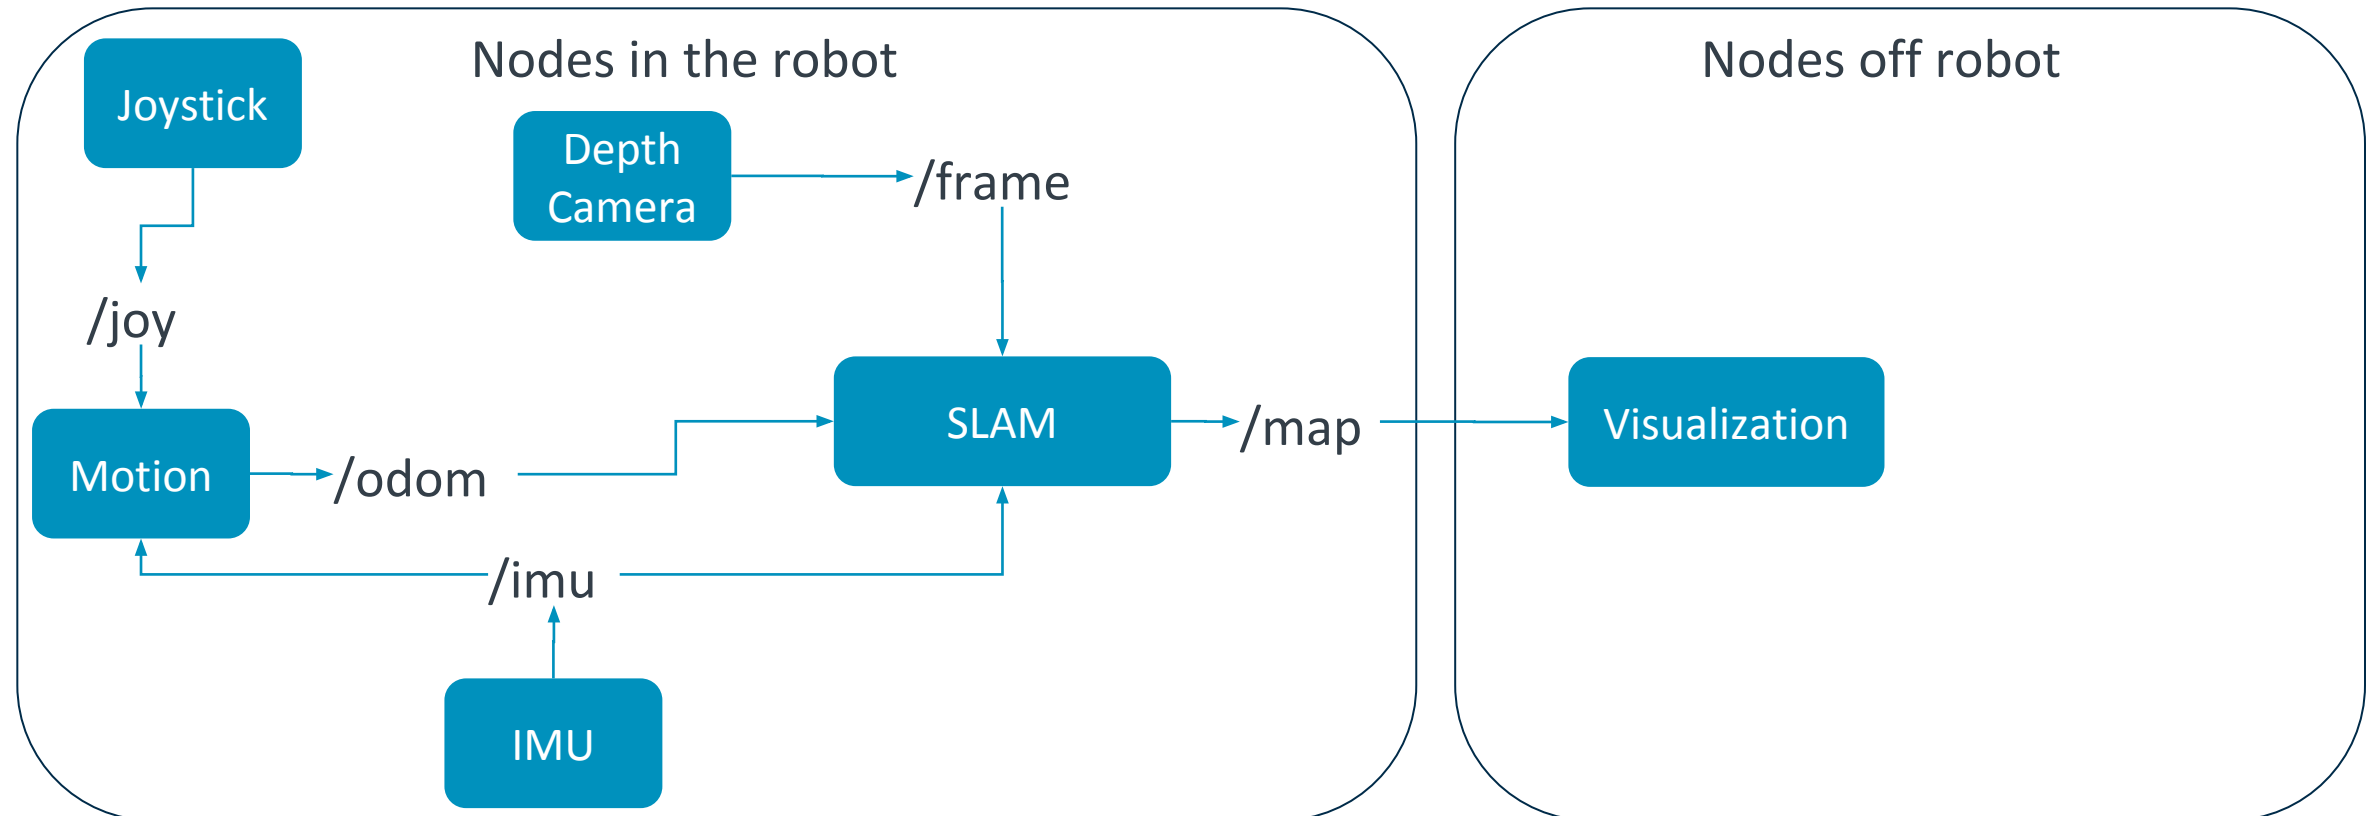 Nodes in the robot
Nodes off robot
Joystick
Depth
Camera
/frame
/joy
SLAM
/map
Visualization
Motion
/odom
/imu
IMU